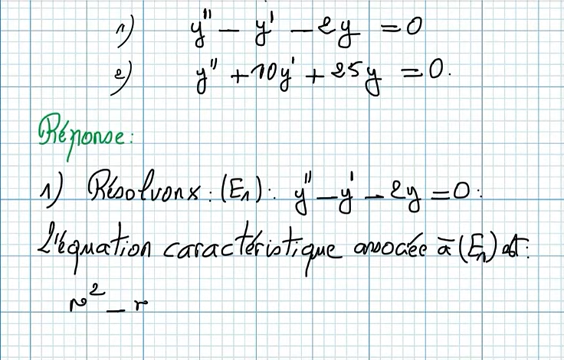 1) y'' - y' - 2y = 0
2) y'' + 10y' + 25y = 0.
Réponse:
1) Résolvons: (E₁): y'' - y' - 2y = 0:
L'équation caractéristique associée à (E₁) est:
r² - r